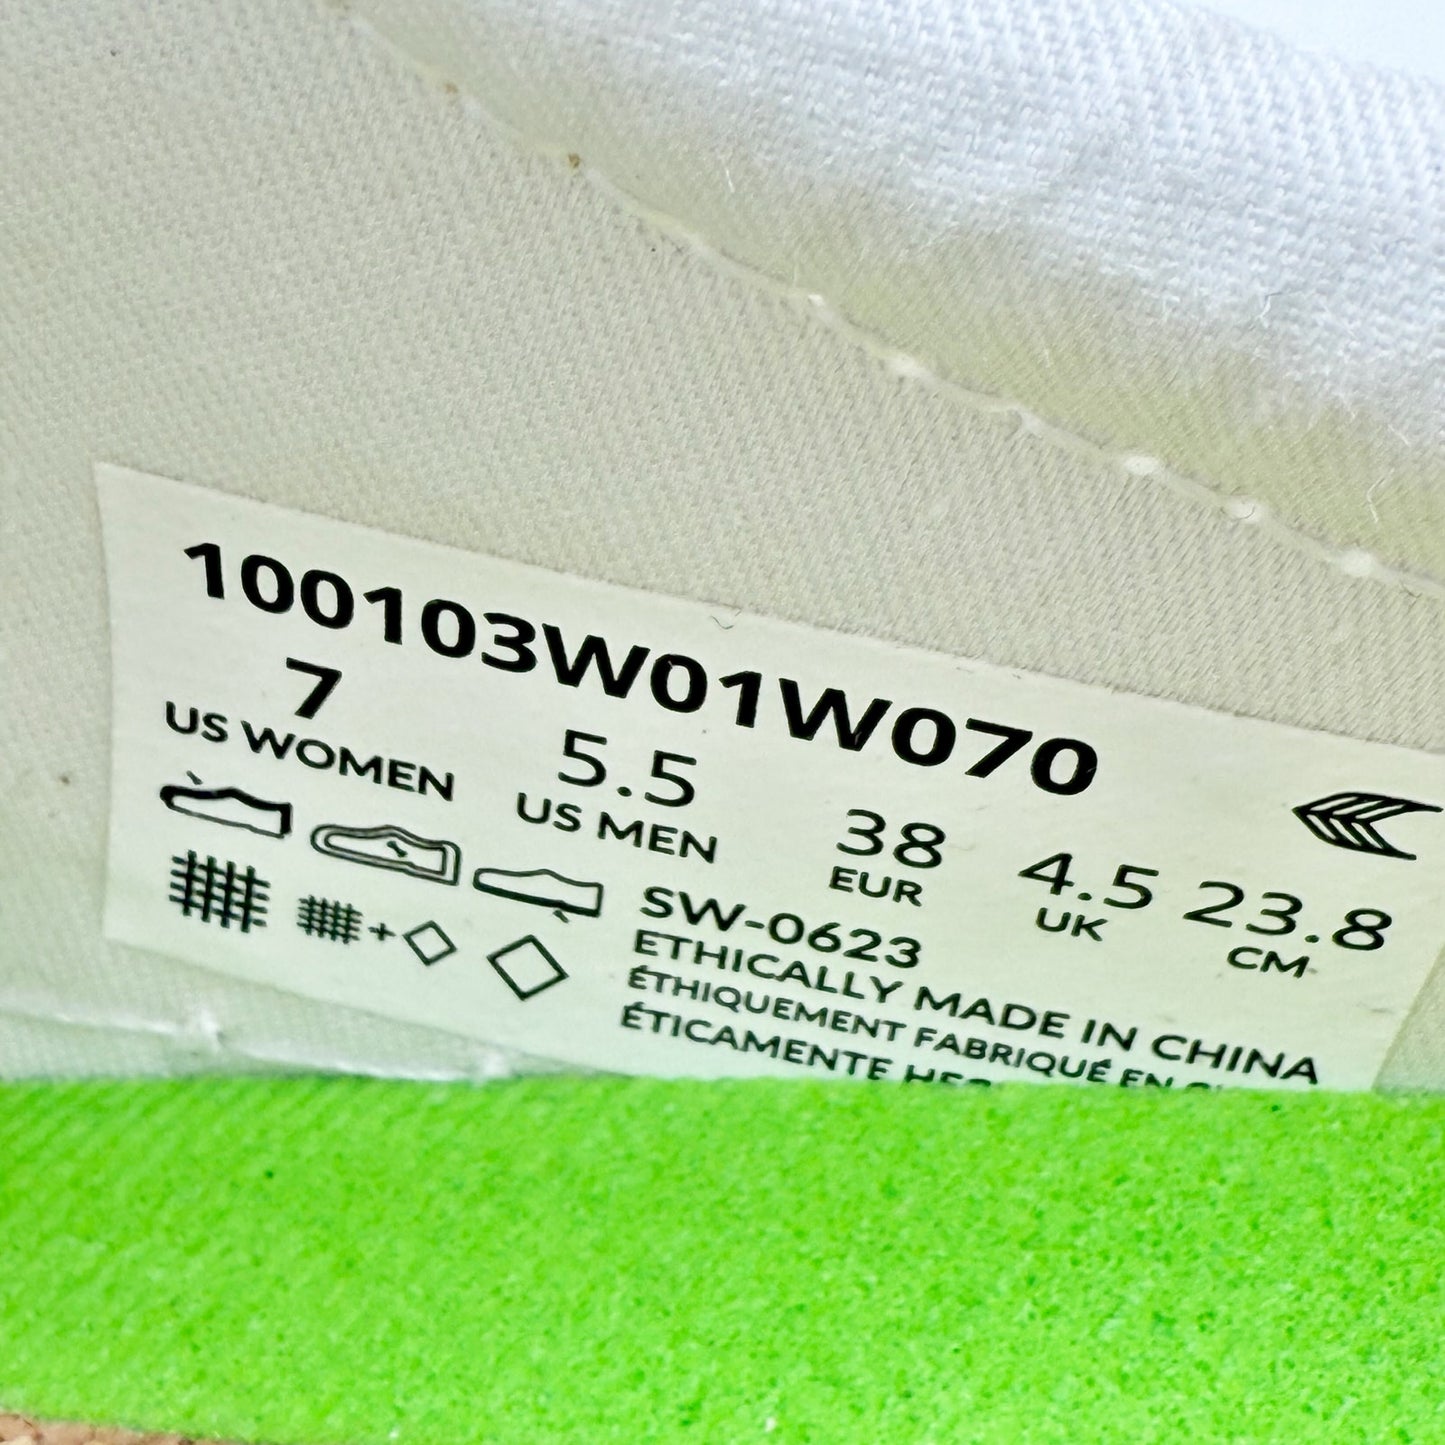 100103W01W070
7 5.5 38 4.5 23.8
US WOMEN US MEN EUR UK CM
SW-0623
ETHICALLY MADE IN CHINA
ÉTHIQUEMENT FABRIQUÉ EN
ÉTICAMENTE